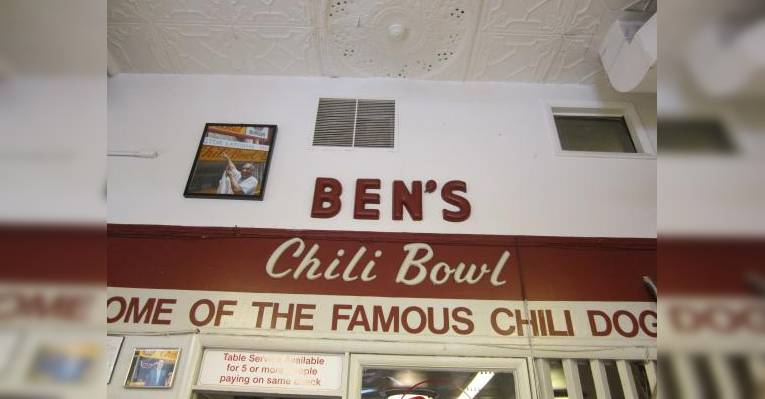 BEN'S
Chili Bowl
OME OF THE FAMOUS CHILI DOG
Table Service Available
for 5 or more people
paying on same check